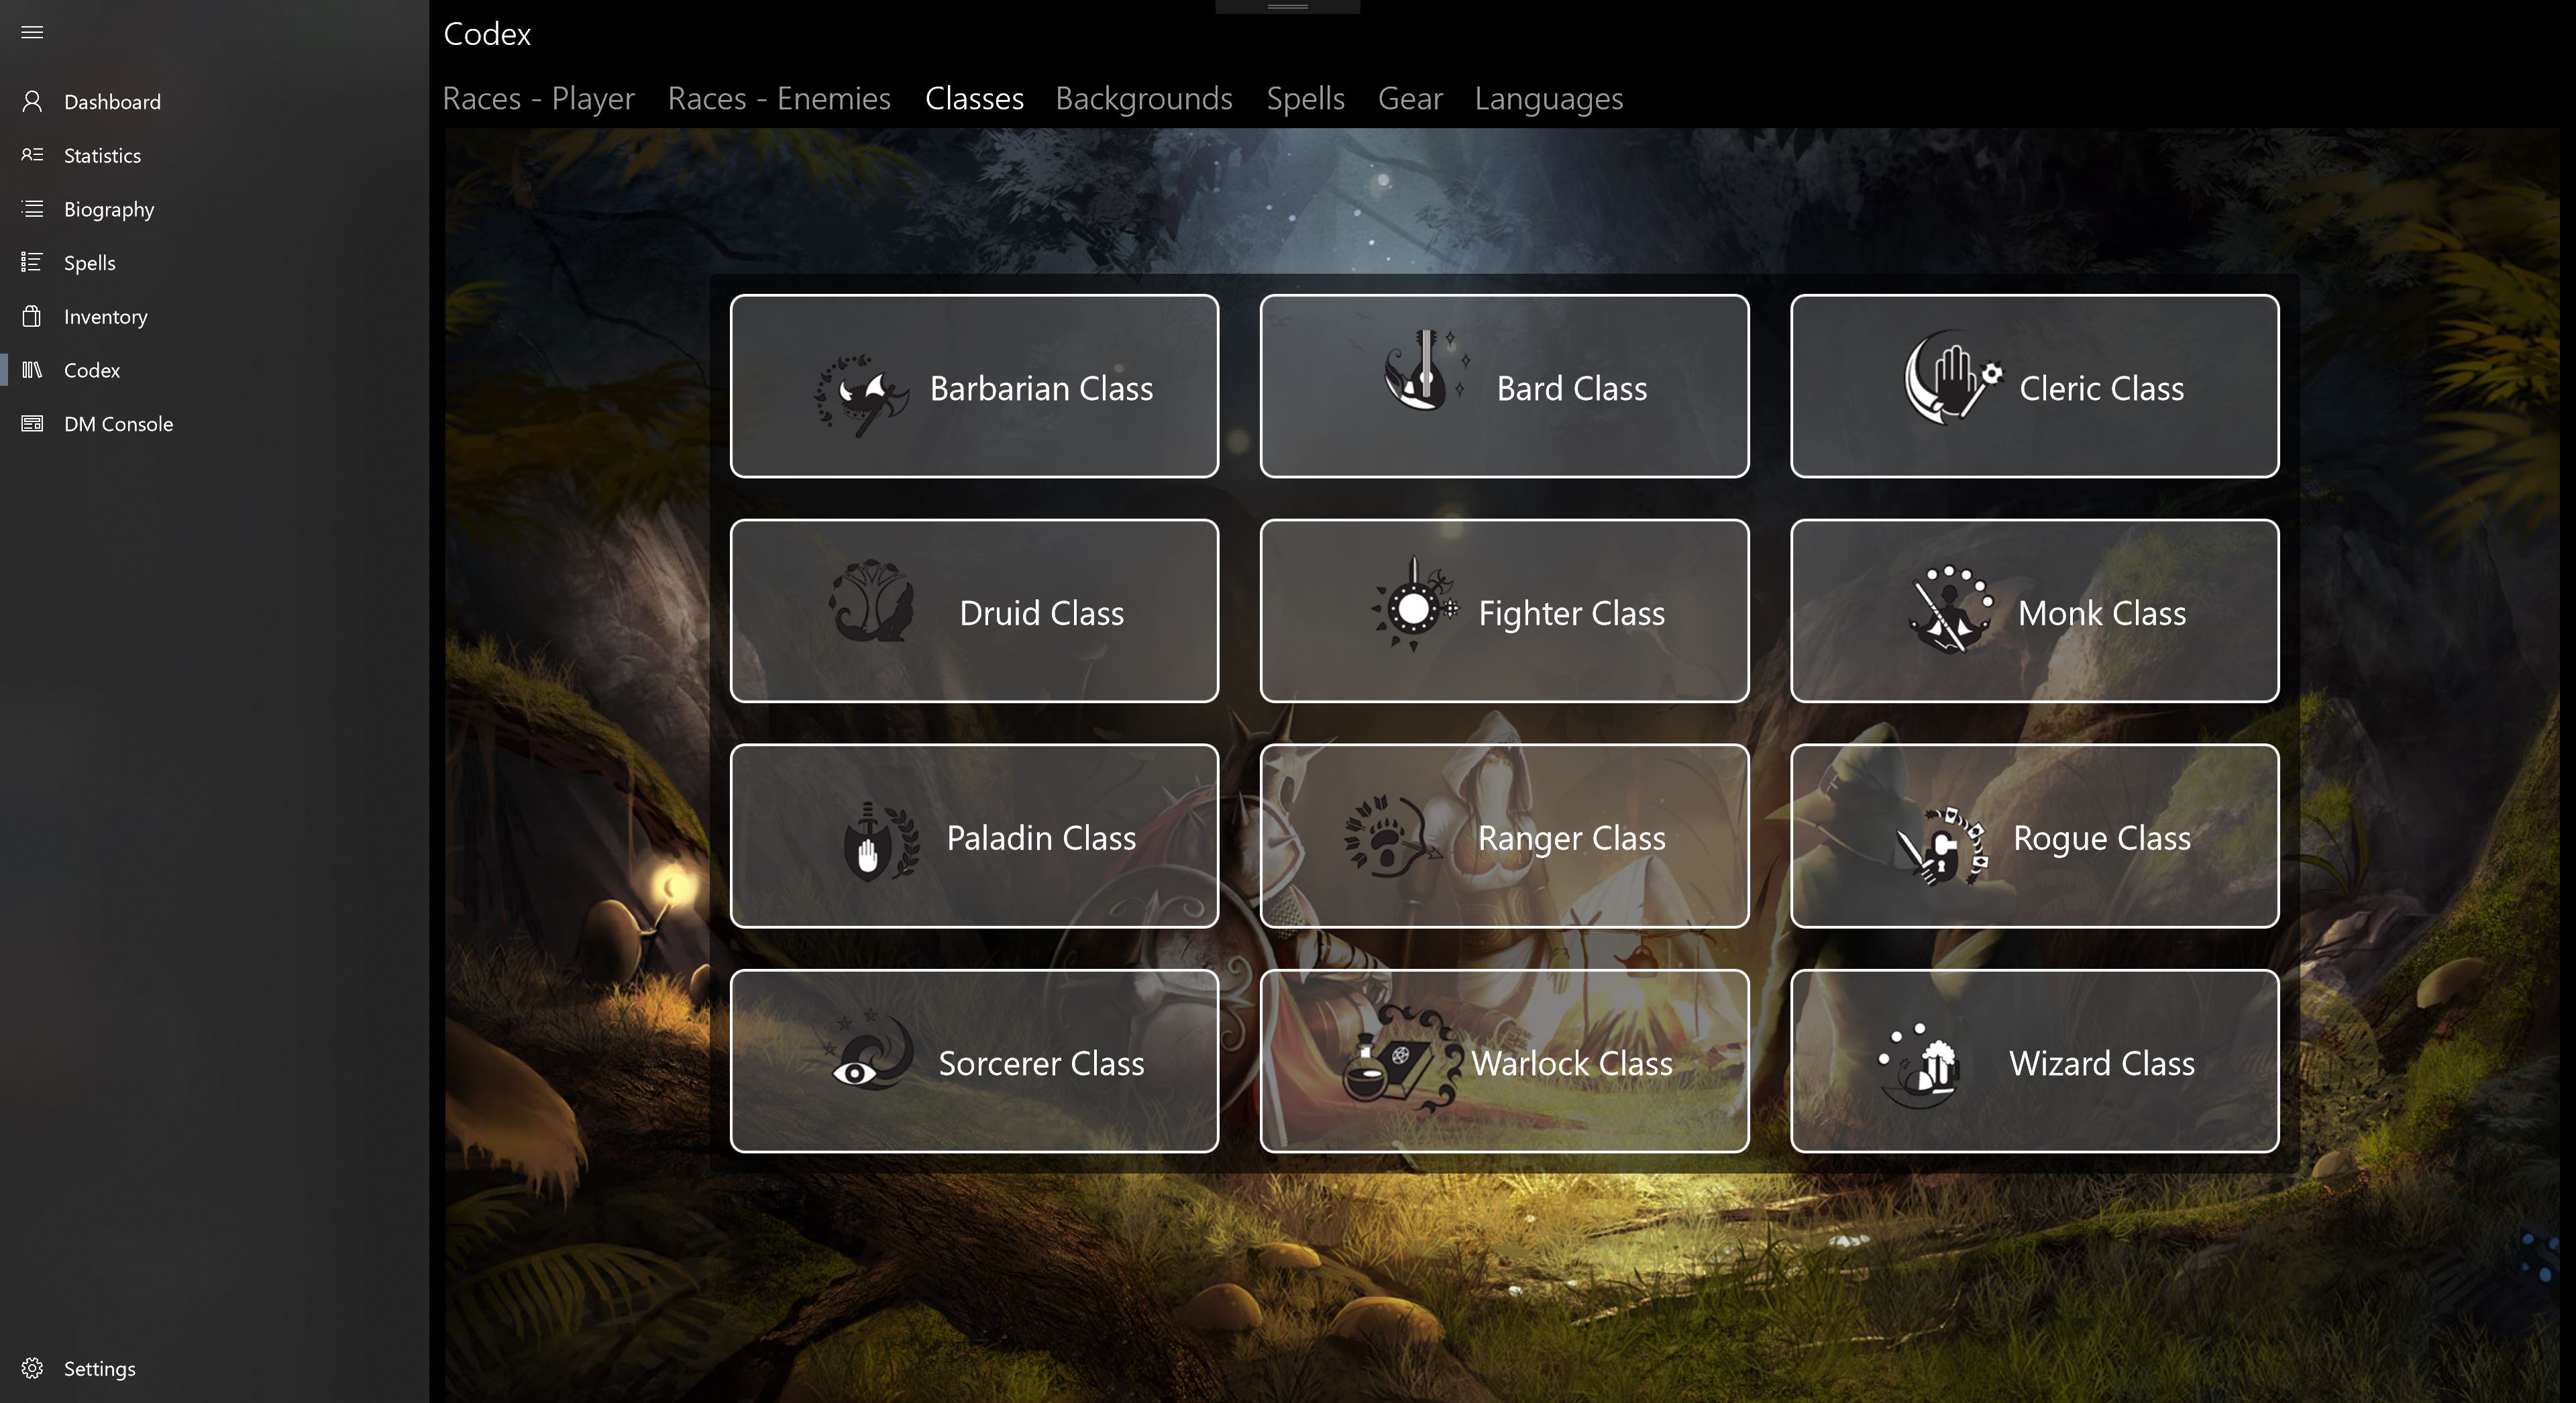 Codex
Races - Player Races - Enemies Classes Backgrounds Spells Gear Languages
Dashboard
Statistics
Biography
Spells
Inventory
Codex
DM Console
Settings
Barbarian Class
Bard Class
Cleric Class
Druid Class
Fighter Class
Monk Class
Paladin Class
Ranger Class
Rogue Class
Sorcerer Class
Warlock Class
Wizard Class